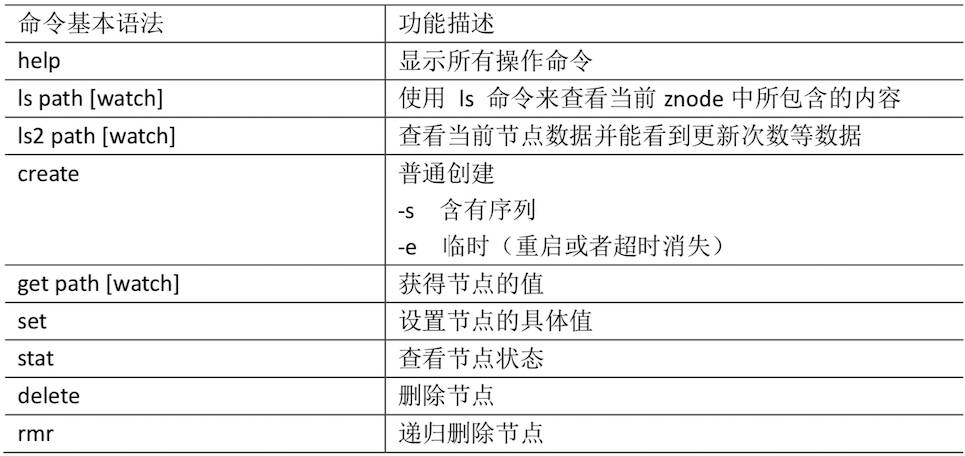 命令基本语法 功能描述
help 显示所有操作命令
ls path [watch] 使用 ls 命令来查看当前 znode 中所包含的内容
ls2 path [watch] 查看当前节点数据并能看到更新次数等数据
create 普通创建
-s 含有序列
-e 临时（重启或者超时消失）
get path [watch] 获得节点的值
set 设置节点的具体值
stat 查看节点状态
delete 删除节点
rmr 递归删除节点